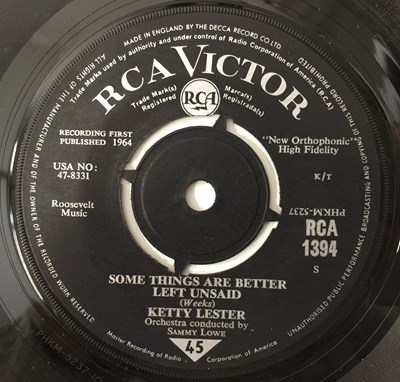 MADE IN ENGLAND BY THE DECCA RECORD CO LTD
Trade Marks used by authority and under control of Radio Corporation of America
ALL RIGHTS OF THE MANUFACTURER AND OF THE OWNER OF THE RECORDED WORK RESERVED
UNAUTHORISED PUBLIC PERFORMANCE BROADCASTING AND COPYING OF THIS RECORD PROHIBITED
RCA VICTOR
Trade Mark(s)
Registered
RCA
Marca(s)
Registrada(s)
RECORDING FIRST
PUBLISHED 1964
"New Orthophonic"
High Fidelity
USA NO:
47-8331
K/T
Roosevelt
Music
PHKM-5237
RCA
1394
S
SOME THINGS ARE BETTER
LEFT UNSAID
(Weeks)
KETTY LESTER
Orchestra conducted by
SAMMY LOWE
45
Master Recording of Radio Corporation of America
PHKM-5237